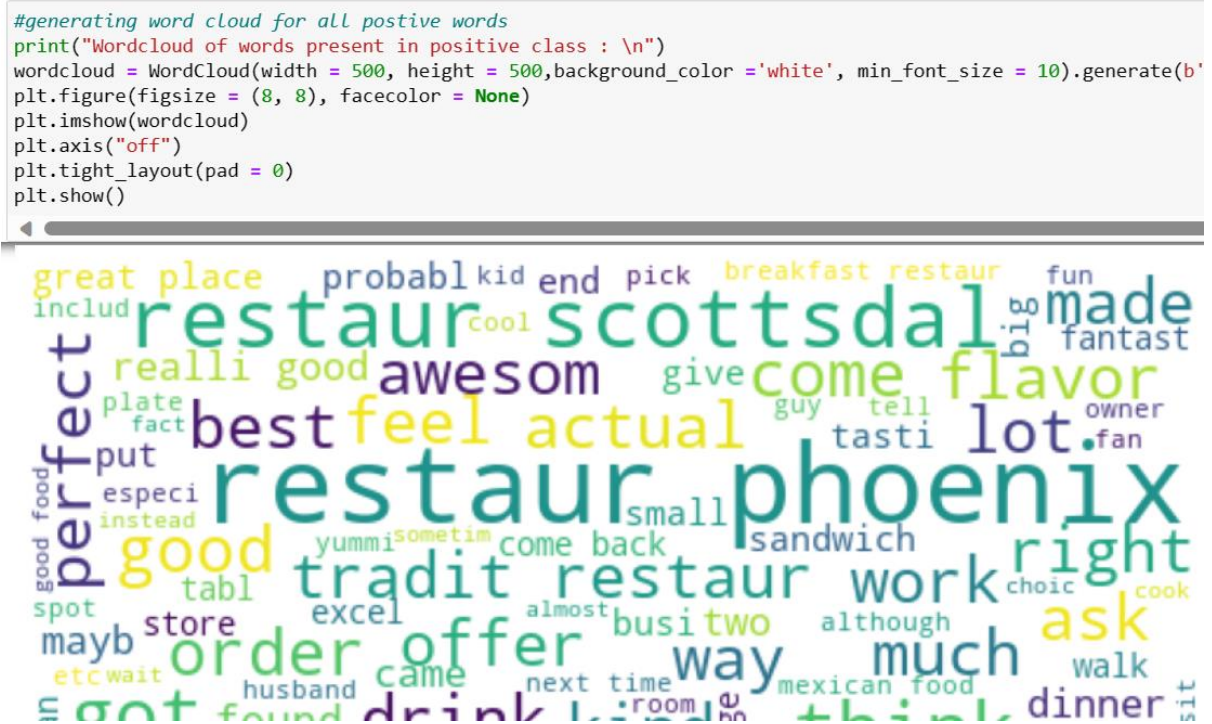 #generating word cloud for all postive words
print("Wordcloud of words present in positive class : \n")
wordcloud = WordCloud(width = 500, height = 500,background_color ='white', min_font_size = 10).generate(b'
plt.figure(figsize = (8, 8), facecolor = None)
plt.imshow(wordcloud)
plt.axis("off")
plt.tight_layout(pad = 0)
plt.show()
great place probabl kid end pick breakfast restaur fun
includ restaur cool scottsdal big made
fantast
perfect realli good awesom give come flavor
plate fact best feel actual guy tell lot owner
tasti fan
put
good food especi restaur phoenix
instead small
good yummi sometim come back sandwich right
tabl tradit restaur work choic cook
spot store excel almost busi two although ask
mayb order offer way much walk
etc wait came
husband next time mexican food dinner
got found drink kind room think sit